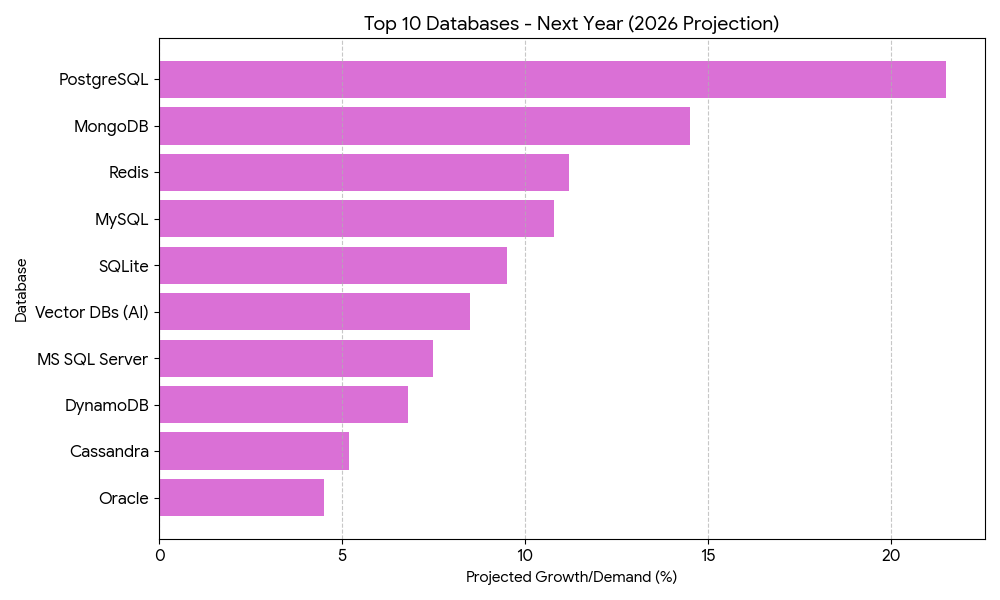 Top 10 Databases - Next Year (2026 Projection)
Database
PostgreSQL
MongoDB
Redis
MySQL
SQLite
Vector DBs (AI)
MS SQL Server
DynamoDB
Cassandra
Oracle
0 5 10 15 20
Projected Growth/Demand (%)